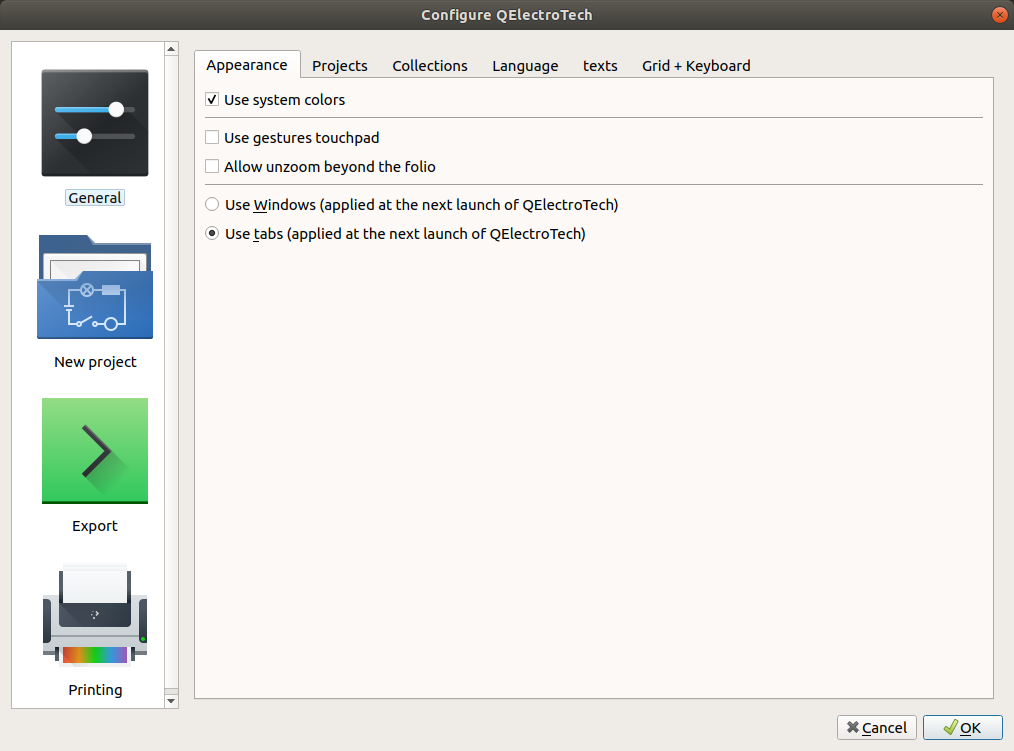 Configure QElectroTech
General
New project
Export
Printing
Appearance
Projects
Collections
Language
texts
Grid + Keyboard
Use system colors
Use gestures touchpad
Allow unzoom beyond the folio
Use Windows (applied at the next launch of QElectroTech)
Use tabs (applied at the next launch of QElectroTech)
Cancel
OK